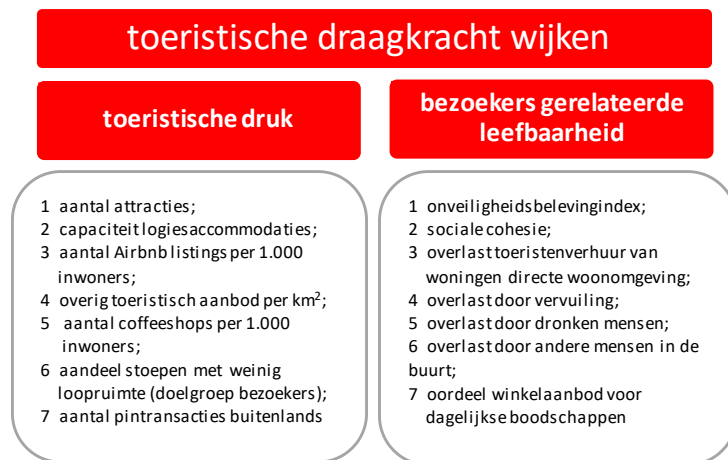 toeristische draagkracht wijken
toeristische druk
1 aantal attracties;
2 capaciteit logiesaccommodaties;
3 aantal Airbnb listings per 1.000
inwoners;
4 overig toeristisch aanbod per km²;
5 aantal coffeeshops per 1.000
inwoners;
6 aandeel stoepen met weinig
loopruimte (doelgroep bezoekers);
7 aantal pintransacties buitenlands
bezoekers gerelateerde
leefbaarheid
1 onveiligheidsbelevingindex;
2 sociale cohesie;
3 overlast toeristenverhuur van
woningen directe woonomgeving;
4 overlast door vervuiling;
5 overlast door dronken mensen;
6 overlast door andere mensen in de
buurt;
7 oordeel winkelaanbod voor
dagelijkse boodschappen